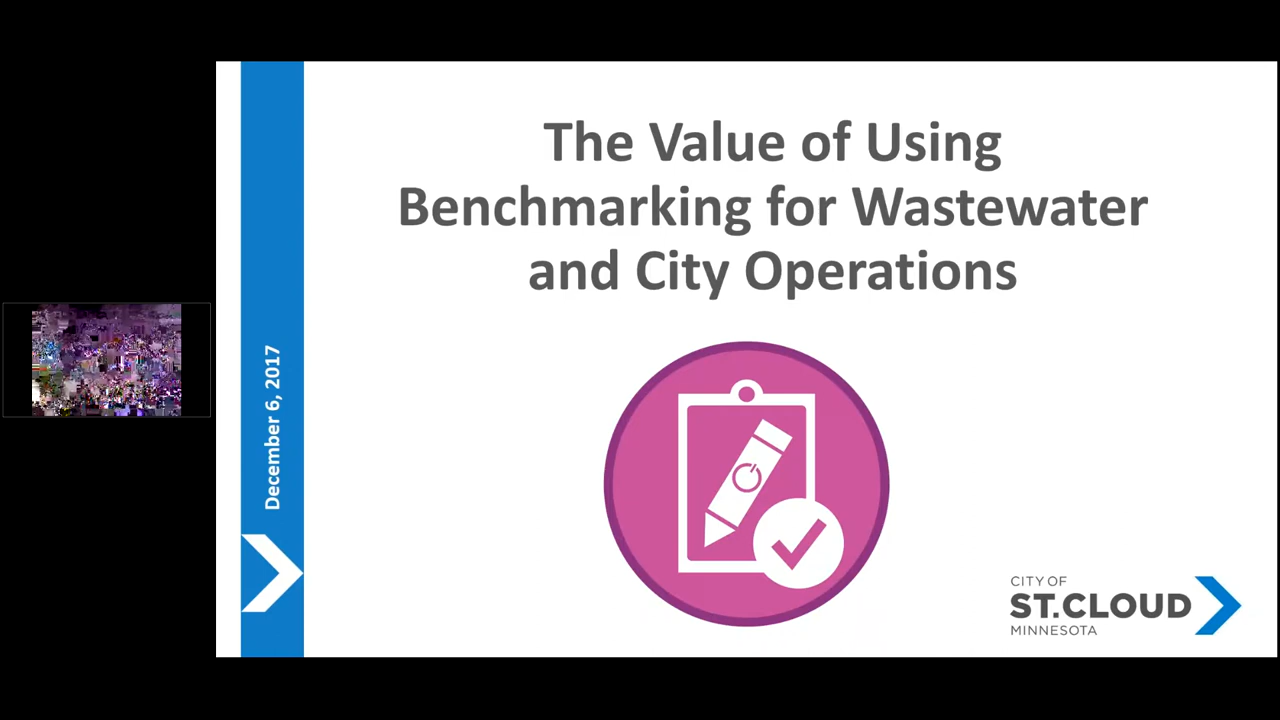 The Value of Using
Benchmarking for Wastewater
and City Operations
December 6, 2017
CITY OF
ST.CLOUD
MINNESOTA